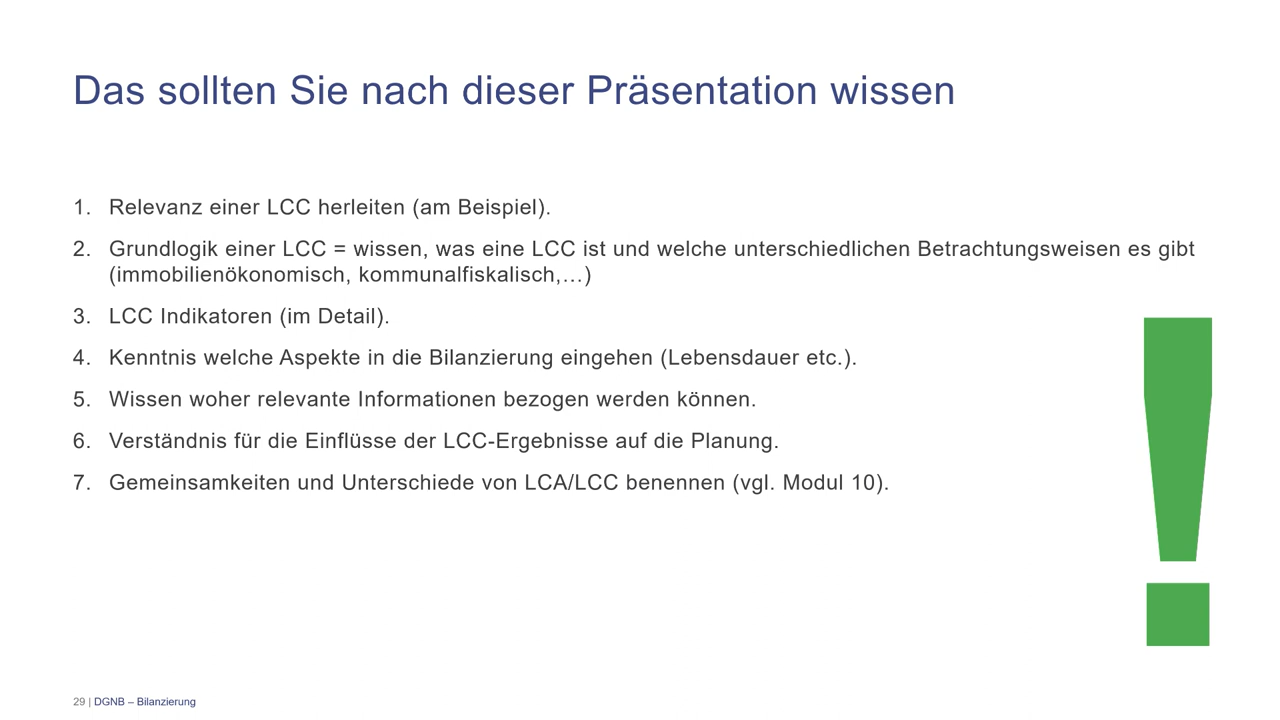 Das sollten Sie nach dieser Präsentation wissen
1. Relevanz einer LCC herleiten (am Beispiel).
2. Grundlogik einer LCC = wissen, was eine LCC ist und welche unterschiedlichen Betrachtungsweisen es gibt
(immobilienökonomisch, kommunalfiskalisch,…)
3. LCC Indikatoren (im Detail).
4. Kenntnis welche Aspekte in die Bilanzierung eingehen (Lebensdauer etc.).
5. Wissen woher relevante Informationen bezogen werden können.
6. Verständnis für die Einflüsse der LCC-Ergebnisse auf die Planung.
7. Gemeinsamkeiten und Unterschiede von LCA/LCC benennen (vgl. Modul 10).
!
29 | DGNB – Bilanzierung